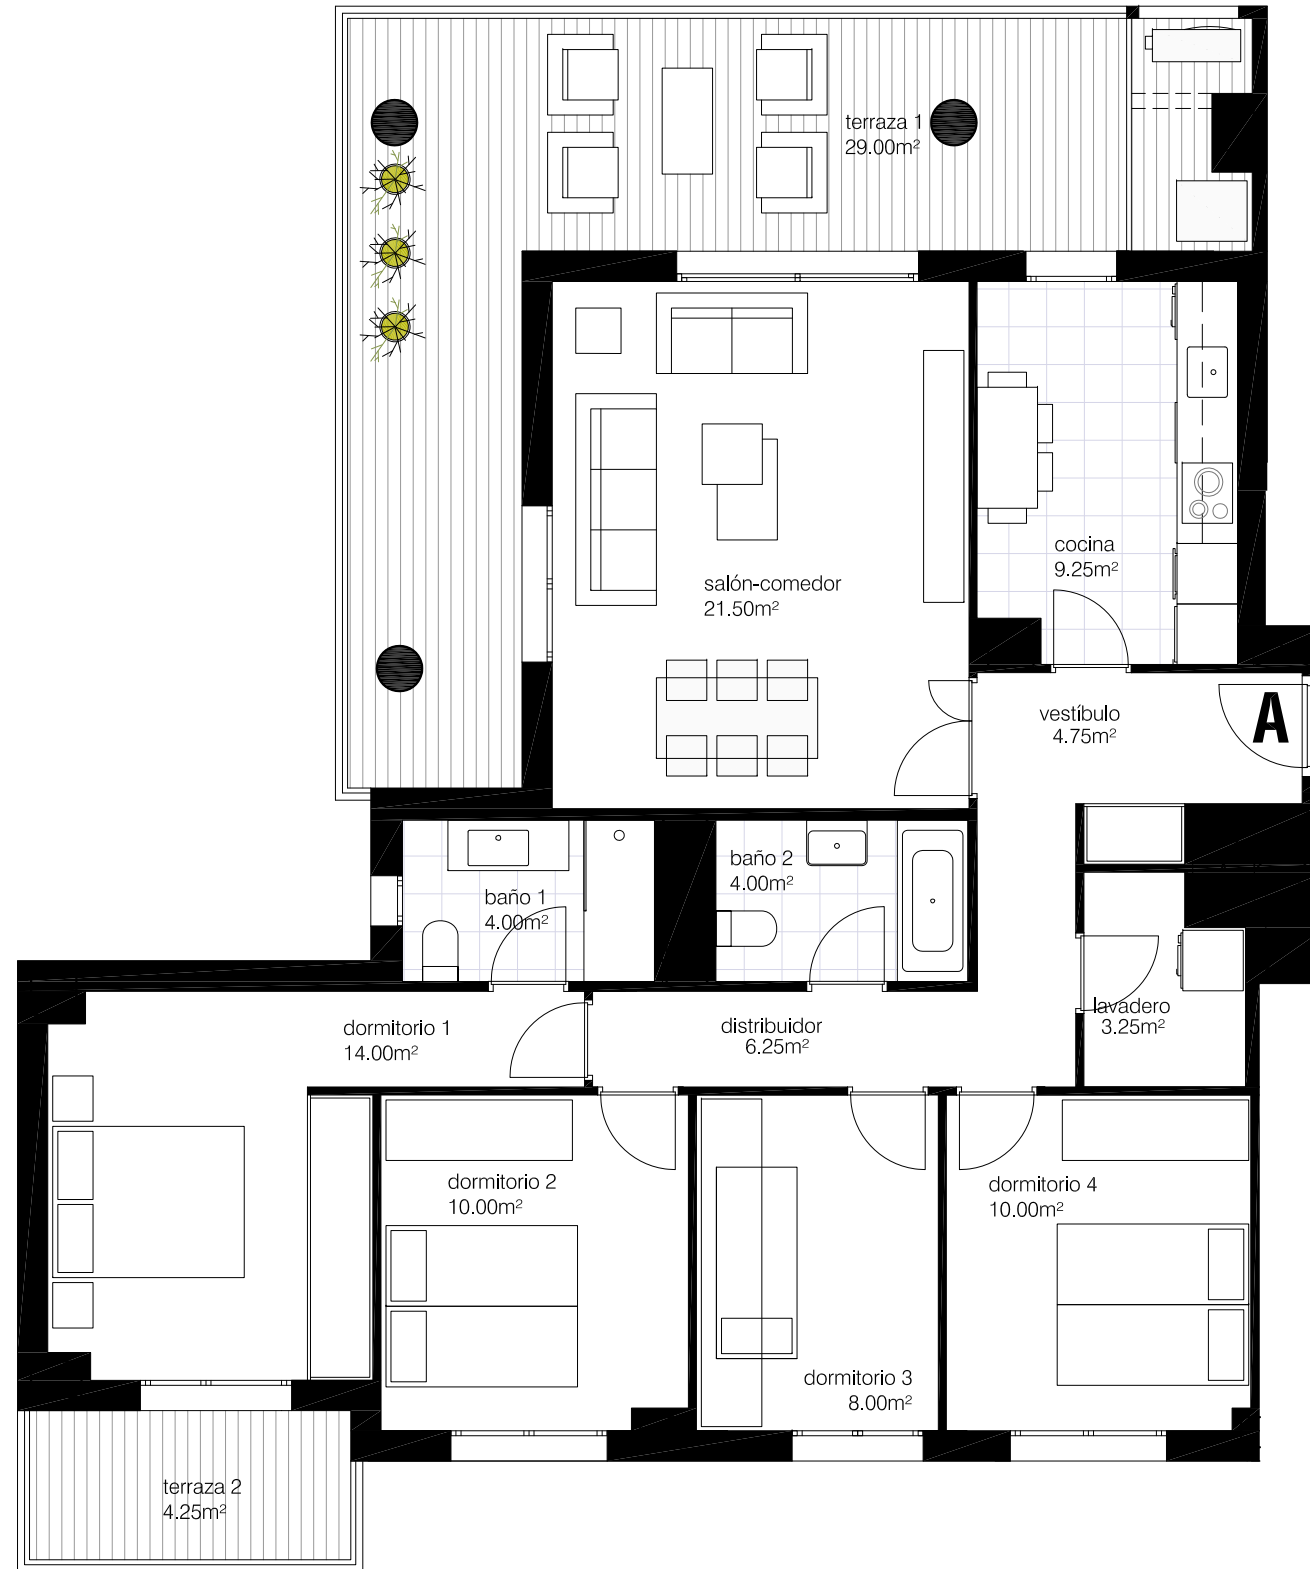 terraza 1
29.00m²
cocina
9.25m²
salón-comedor
21.50m²
vestíbulo
4.75m²
A
baño 1
4.00m²
baño 2
4.00m²
lavadero
3.25m²
dormitorio 1
14.00m²
distribuidor
6.25m²
dormitorio 2
10.00m²
dormitorio 3
8.00m²
dormitorio 4
10.00m²
terraza 2
4.25m²